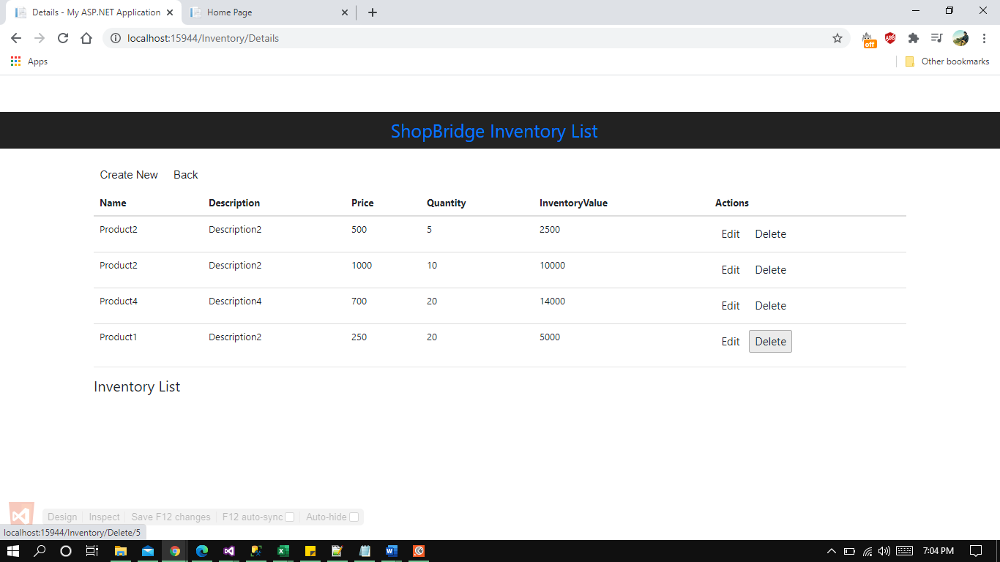 Details - My ASP.NET Application
Home Page
localhost:15944/Inventory/Details
ABP
off
Apps
Other bookmarks
ShopBridge Inventory List
Create New Back
Name Description Price Quantity InventoryValue Actions
Product2 Description2 500 5 2500 Edit Delete
Product2 Description2 1000 10 10000 Edit Delete
Product4 Description4 700 20 14000 Edit Delete
Product1 Description2 250 20 5000 Edit Delete
Inventory List
Design Inspect Save F12 changes F12 auto-sync Auto-hide
localhost:15944/Inventory/Delete/5
7:04 PM